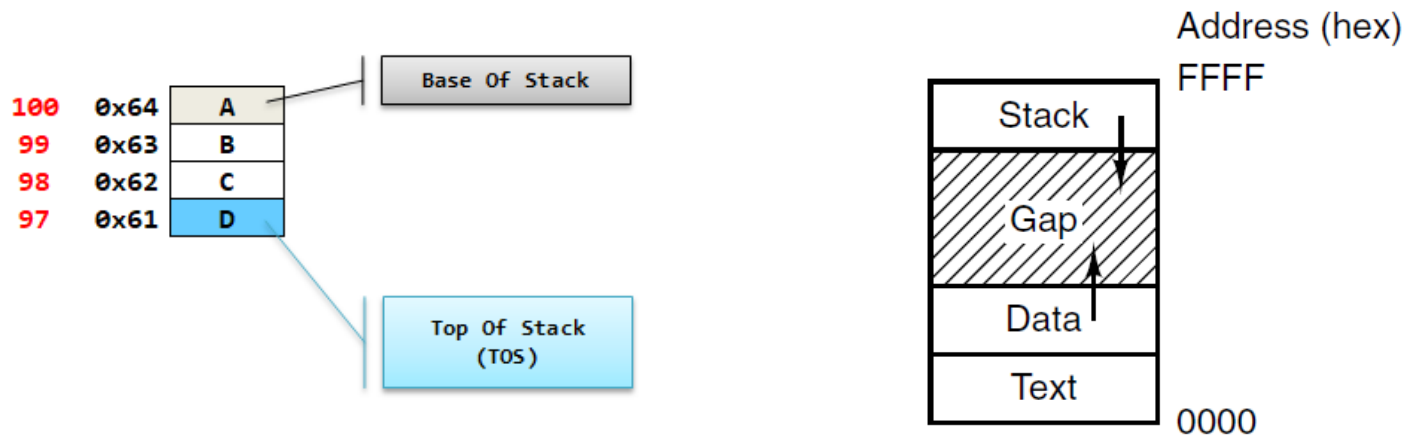 Base Of Stack
100 0x64 A
99 0x63 B
98 0x62 C
97 0x61 D
Top Of Stack
(TOS)
Address (hex)
FFFF
Stack
Gap
Data
Text
0000